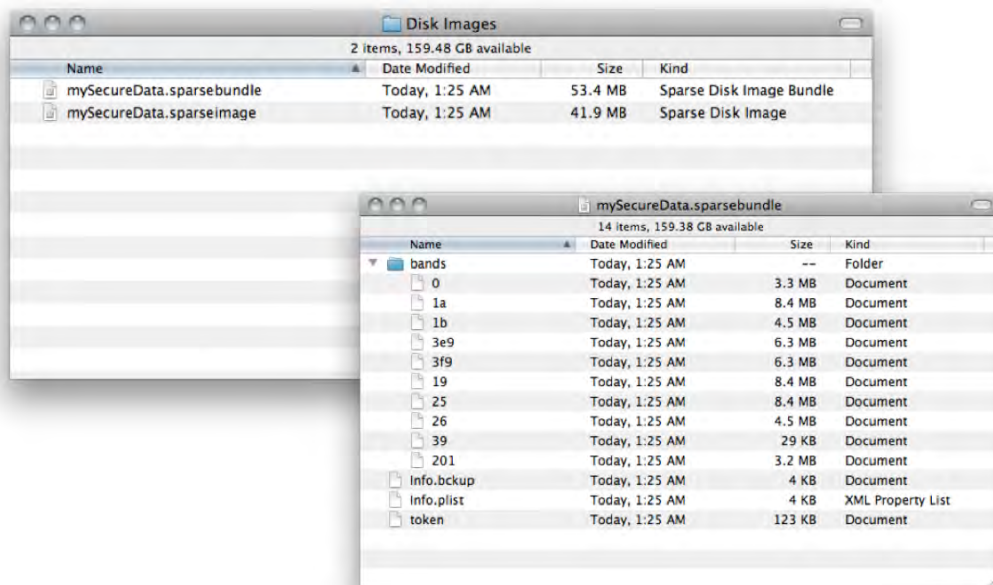 Disk Images
2 items, 159.48 GB available
Name Date Modified Size Kind
mySecureData.sparsebundle Today, 1:25 AM 53.4 MB Sparse Disk Image Bundle
mySecureData.sparseimage Today, 1:25 AM 41.9 MB Sparse Disk Image
mySecureData.sparsebundle
14 items, 159.38 GB available
Name Date Modified Size Kind
bands Today, 1:25 AM -- Folder
0 Today, 1:25 AM 3.3 MB Document
1a Today, 1:25 AM 8.4 MB Document
1b Today, 1:25 AM 4.5 MB Document
3e9 Today, 1:25 AM 6.3 MB Document
3f9 Today, 1:25 AM 6.3 MB Document
19 Today, 1:25 AM 8.4 MB Document
25 Today, 1:25 AM 8.4 MB Document
26 Today, 1:25 AM 4.5 MB Document
39 Today, 1:25 AM 29 KB Document
201 Today, 1:25 AM 3.2 MB Document
Info.bckup Today, 1:25 AM 4 KB Document
Info.plist Today, 1:25 AM 4 KB XML Property List
token Today, 1:25 AM 123 KB Document